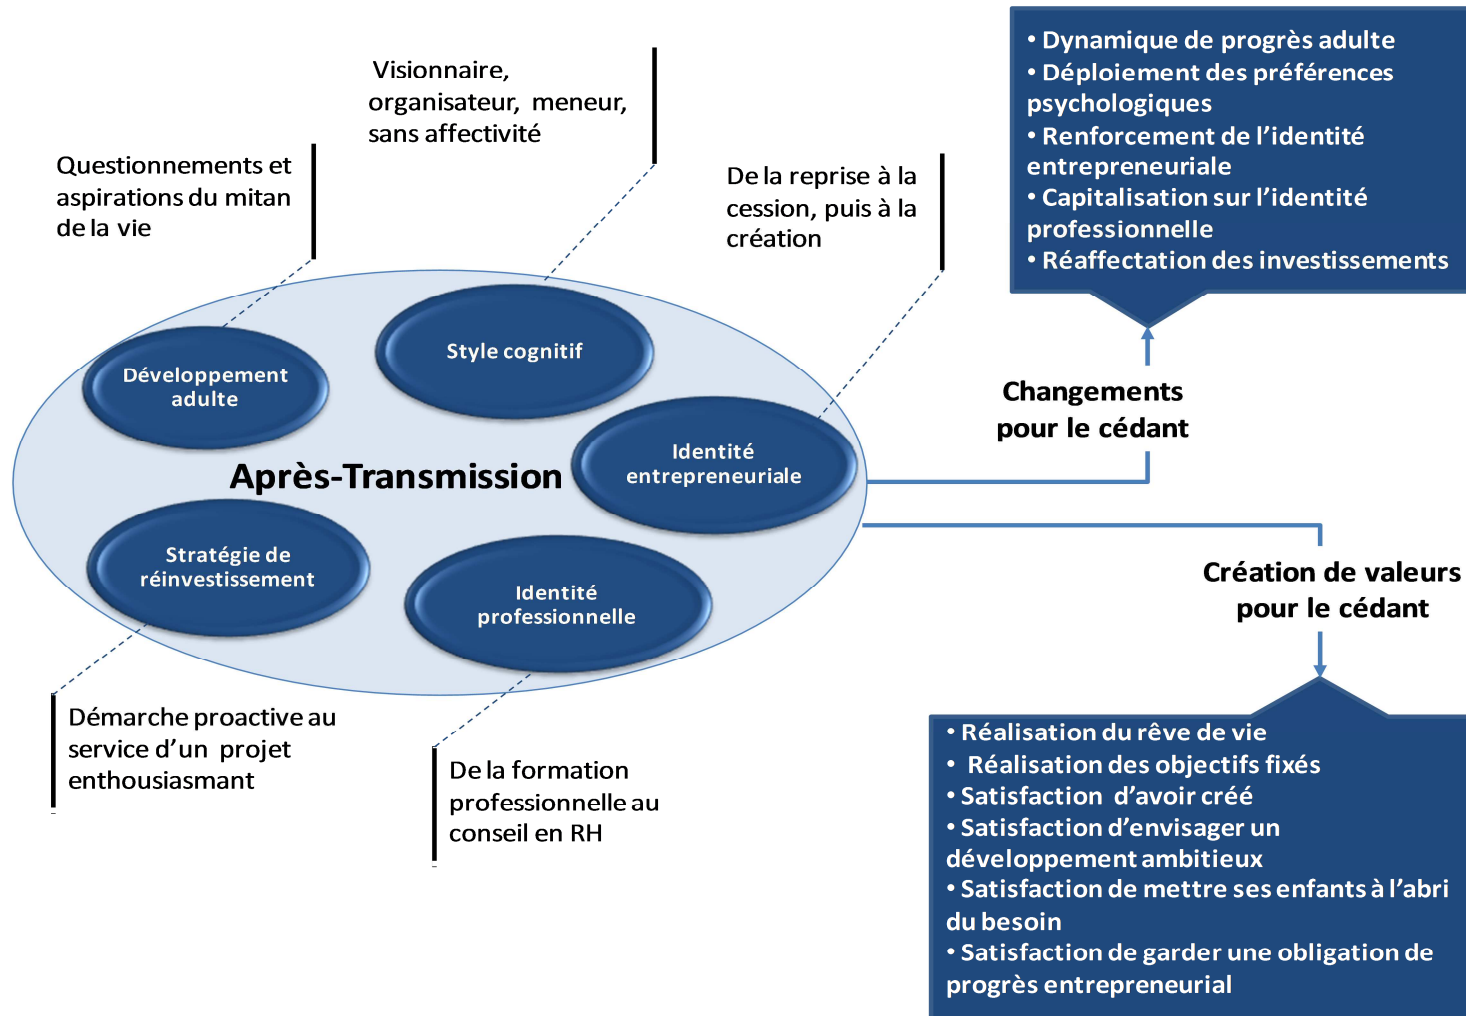 Visionnaire,
organisateur, meneur,
sans affectivité
Questionnements et
aspirations du mitan
de la vie
De la reprise à la
cession, puis à la
création
• Dynamique de progrès adulte
• Déploiement des préférences
psychologiques
• Renforcement de l’identité
entrepreneuriale
• Capitalisation sur l’identité
professionnelle
• Réaffectation des investissements
Style cognitif
Développement
adulte
Identité
entrepreneuriale
Après-Transmission
Stratégie de
réinvestissement
Identité
professionnelle
Changements
pour le cédant
Création de valeurs
pour le cédant
Démarche proactive au
service d’un projet
enthousiasmant
De la formation
professionnelle au
conseil en RH
• Réalisation du rêve de vie
• Réalisation des objectifs fixés
• Satisfaction d’avoir créé
• Satisfaction d’envisager un
développement ambitieux
• Satisfaction de mettre ses enfants à l’abri
du besoin
• Satisfaction de garder une obligation de
progrès entrepreneurial